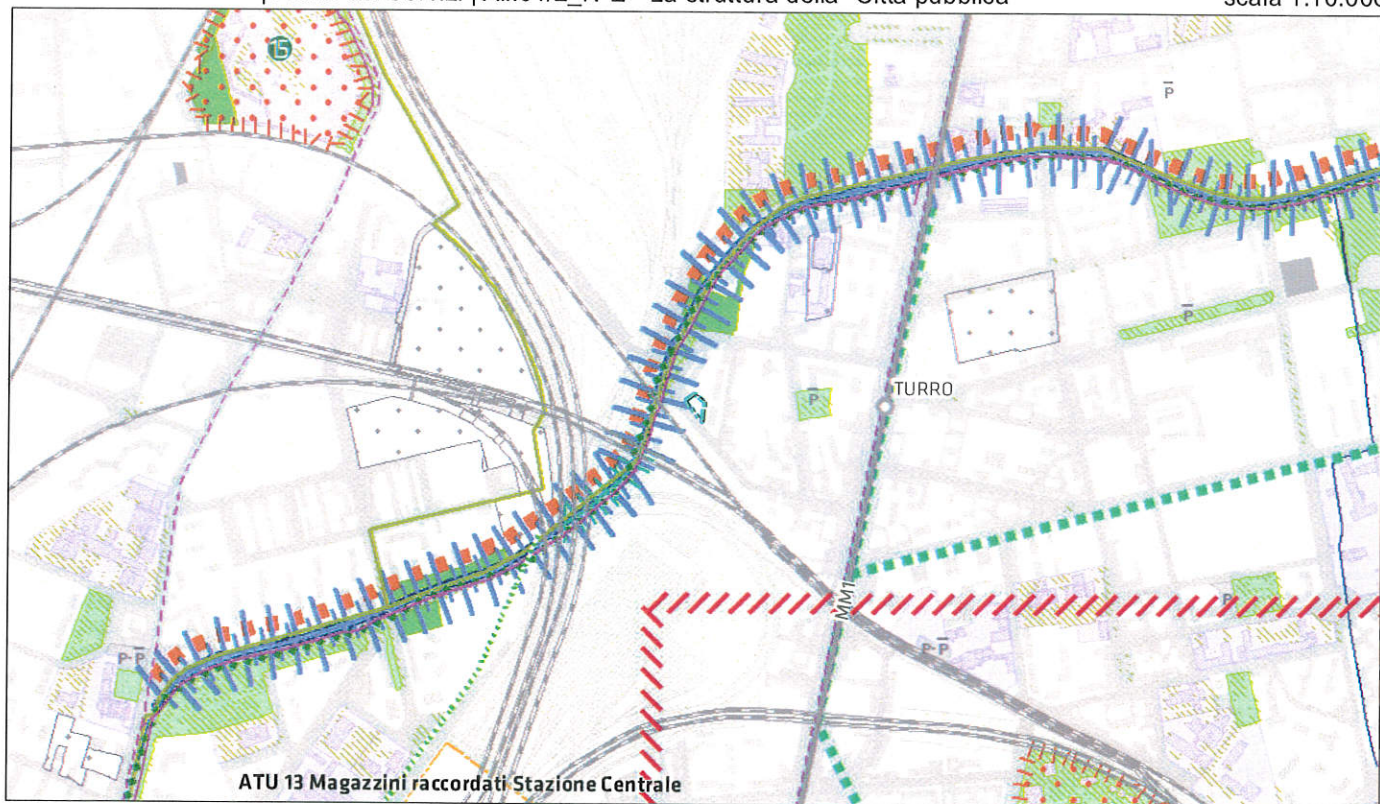 La struttura della "Città pubblica"
scala 1:10.000
15
P
P
P
TURRO
MM1
P
P-P
P-P
ATU 13 Magazzini raccordati Stazione Centrale